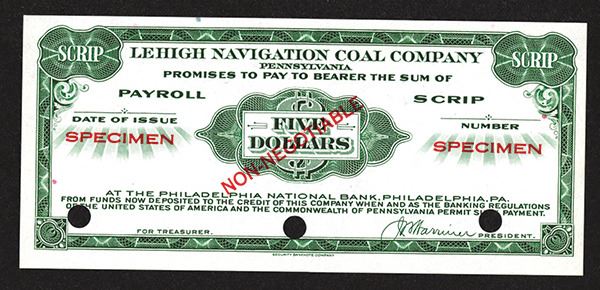 SCRIP LEHIGH NAVIGATION COAL COMPANY SCRIP
PENNSYLVANIA
PROMISES TO PAY TO BEARER THE SUM OF
PAYROLL SCRIP
DATE OF ISSUE NUMBER
SPECIMEN FIVE DOLLARS SPECIMEN
NON-NEGOTIABLE
AT THE PHILADELPHIA NATIONAL BANK, PHILADELPHIA, PA.
FROM FUNDS NOW DEPOSITED TO THE CREDIT OF THIS COMPANY WHEN AND AS THE BANKING REGULATIONS
OF THE UNITED STATES OF AMERICA AND THE COMMONWEALTH OF PENNSYLVANIA PERMIT PAYMENT.
FOR TREASURER. PRESIDENT.
SECURITY BANKNOTE COMPANY